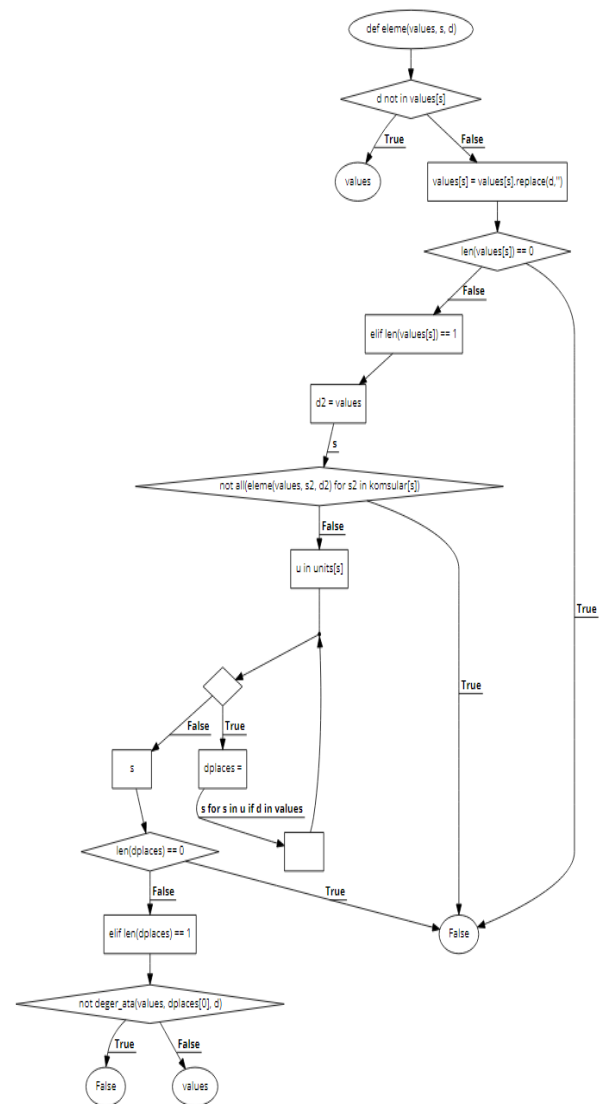 def eleme(values, s, d)
d not in values[s]
True
False
values
values[s] = values[s].replace(d,'')
len(values[s]) == 0
False
elif len(values[s]) == 1
d2 = values
s
not all(eleme(values, s2, d2) for s2 in komsular[s])
False
u in units[s]
True
True
False
True
s
dplaces =
s for s in u if d in values
len(dplaces) == 0
True
False
elif len(dplaces) == 1
False
not deger_ata(values, dplaces[0], d)
True
False
False
values